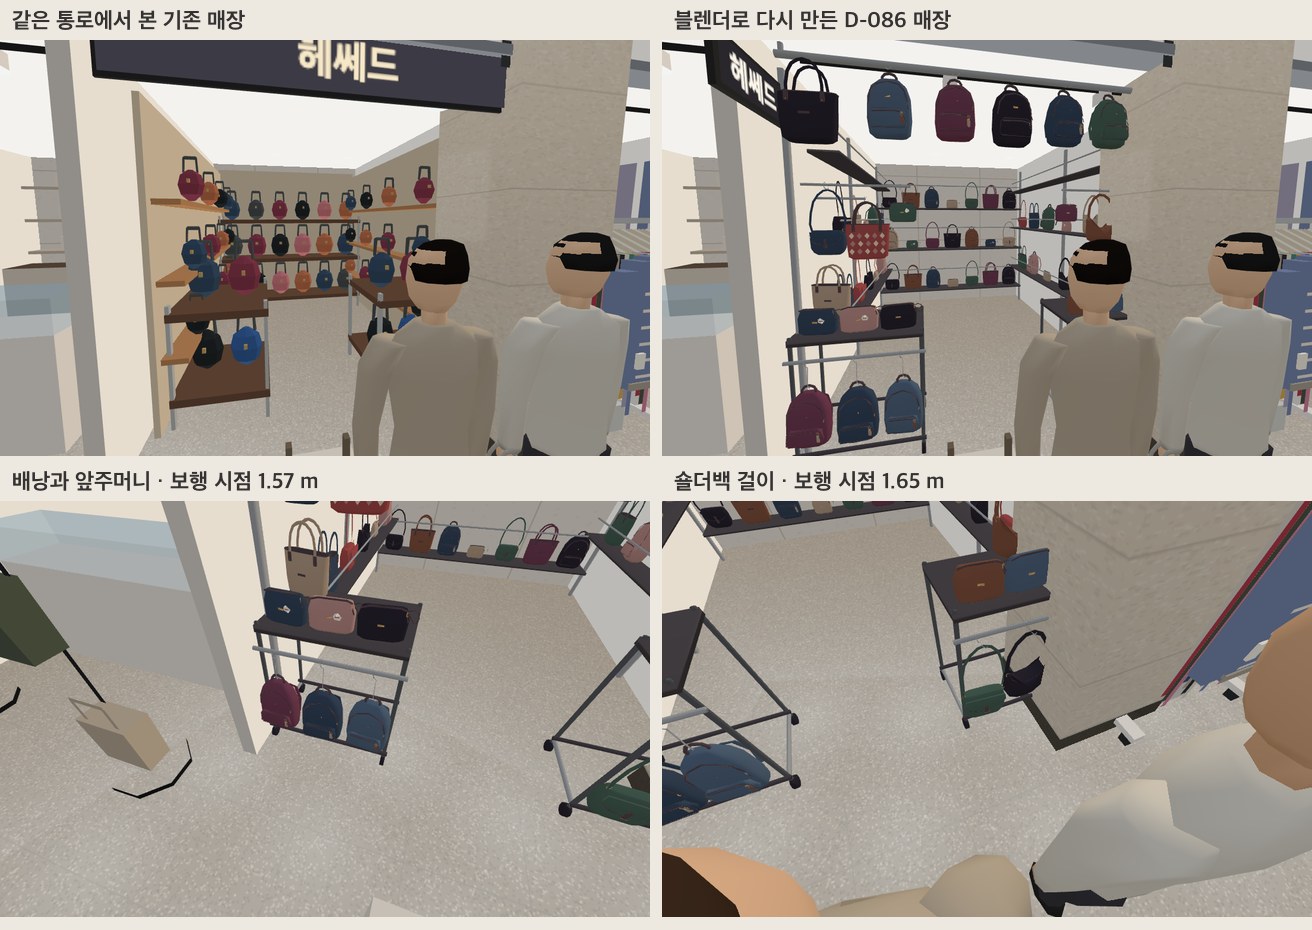 같은 통로에서 본 기존 매장
블렌더로 다시 만든 D-086 매장
헤쎄드
헤쎄드
배낭과 앞주머니 · 보행 시점 1.57 m
숄더백 걸이 · 보행 시점 1.65 m